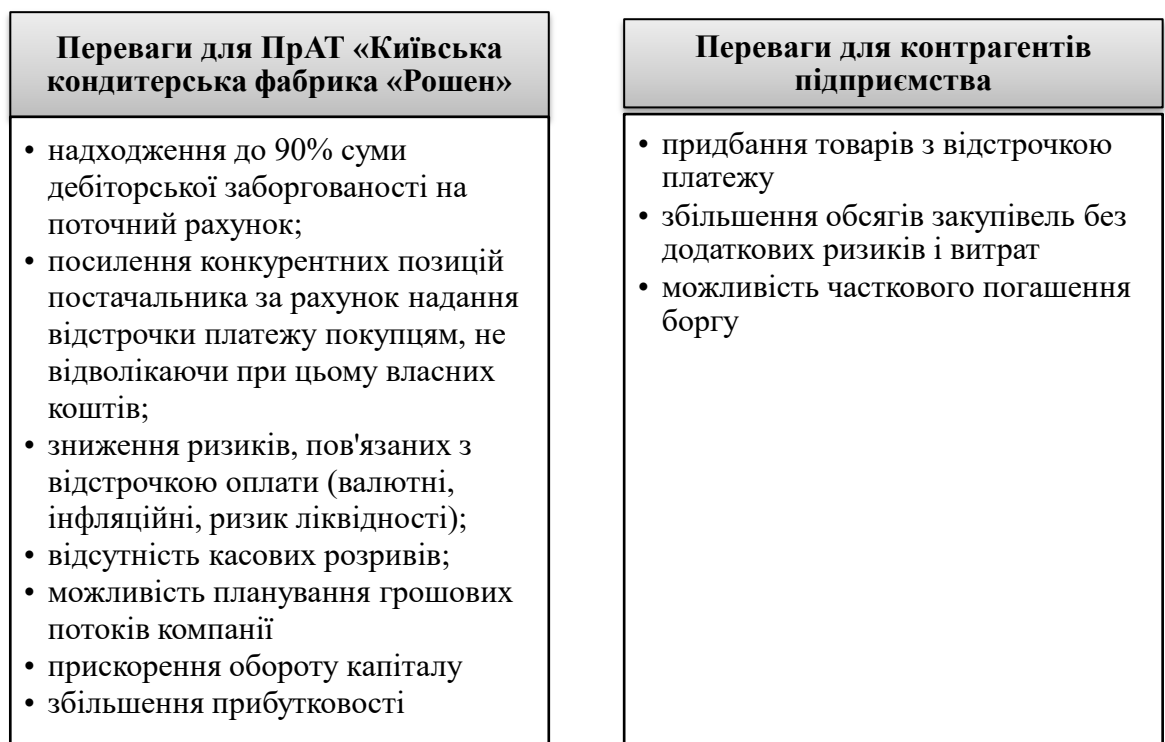 Переваги для ПрАТ «Київська
кондитерська фабрика «Рошен»
• надходження до 90% суми
дебіторської заборгованості на
поточний рахунок;
• посилення конкурентних позицій
постачальника за рахунок надання
відстрочки платежу покупцям, не
відволікаючи при цьому власних
коштів;
• зниження ризиків, пов'язаних з
відстрочкою оплати (валютні,
інфляційні, ризик ліквідності);
• відсутність касових розривів;
• можливість планування грошових
потоків компанії
• прискорення обороту капіталу
• збільшення прибутковості
Переваги для контрагентів
підприємства
• придбання товарів з відстрочкою
платежу
• збільшення обсягів закупівель без
додаткових ризиків і витрат
• можливість часткового погашення
боргу